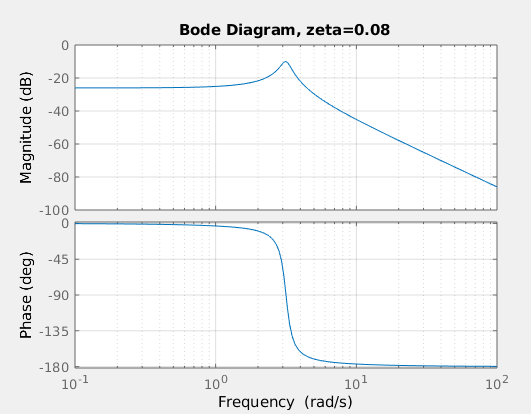 Bode Diagram, zeta=0.08
0
-20
-40
-60
-80
-100
Magnitude (dB)
0
-45
-90
-135
-180
Phase (deg)
10^-1 10^0 10^1 10^2
Frequency (rad/s)